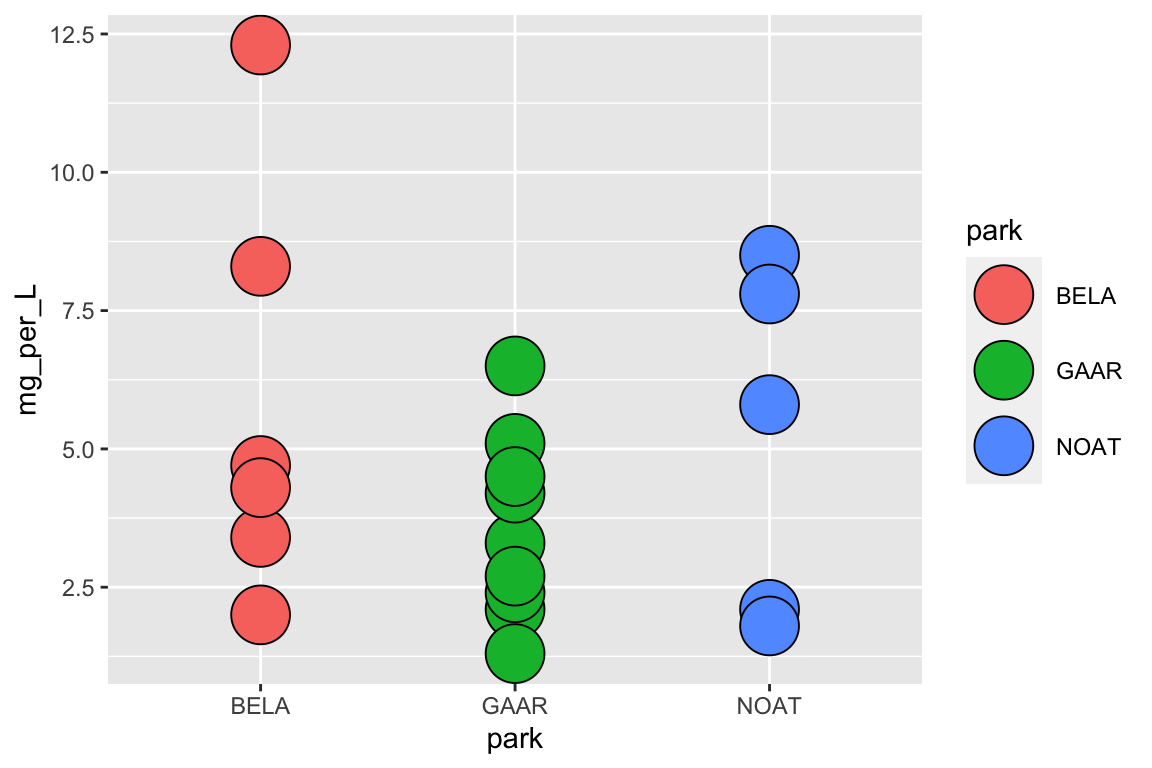 12.5
10.0
7.5
5.0
2.5
mg_per_L
BELA GAAR NOAT
park
park
BELA
GAAR
NOAT